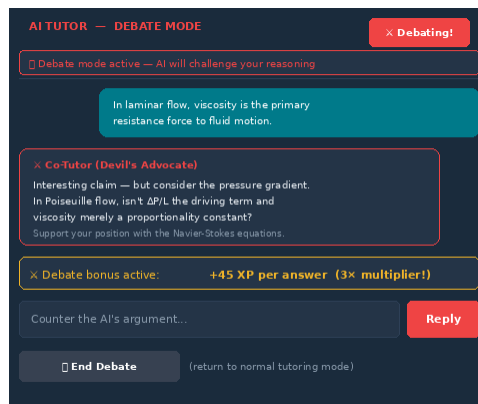 AI TUTOR — DEBATE MODE
⚔ Debating!
Debate mode active — AI will challenge your reasoning
In laminar flow, viscosity is the primary
resistance force to fluid motion.
⚔ Co-Tutor (Devil's Advocate)
Interesting claim — but consider the pressure gradient.
In Poiseuille flow, isn't ΔP/L the driving term and
viscosity merely a proportionality constant?
Support your position with the Navier-Stokes equations.
⚔ Debate bonus active: +45 XP per answer (3× multiplier!)
Counter the AI's argument...
Reply
End Debate
(return to normal tutoring mode)